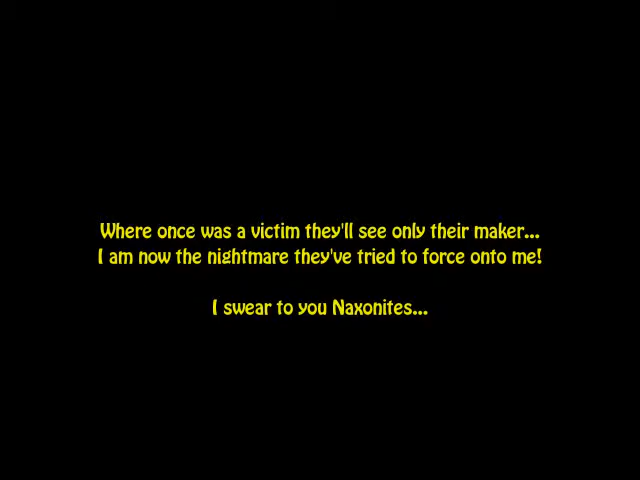 Where once was a victim they'll see only their maker...
I am now the nightmare they've tried to force onto me!
I swear to you Naxonites...